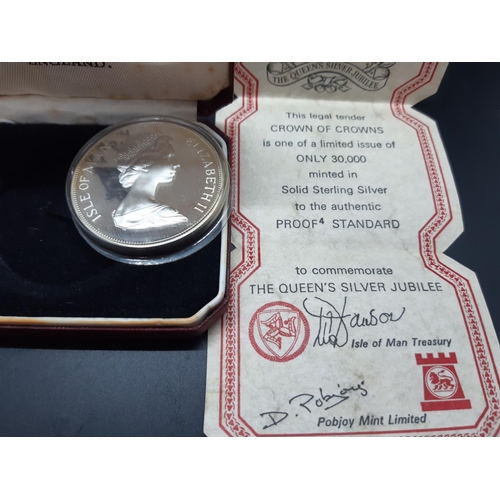 ENGLAND.
ISLE OF MAN
ELIZABETH II
THE QUEEN'S SILVER JUBILEE
This legal tender
CROWN OF CROWNS
is one of a limited issue of
ONLY 30,000
minted in
Solid Sterling Silver
to the authentic
PROOF⁴ STANDARD
to commemorate
THE QUEEN'S SILVER JUBILEE
Isle of Man Treasury
D. Pobjoy
Pobjoy Mint Limited